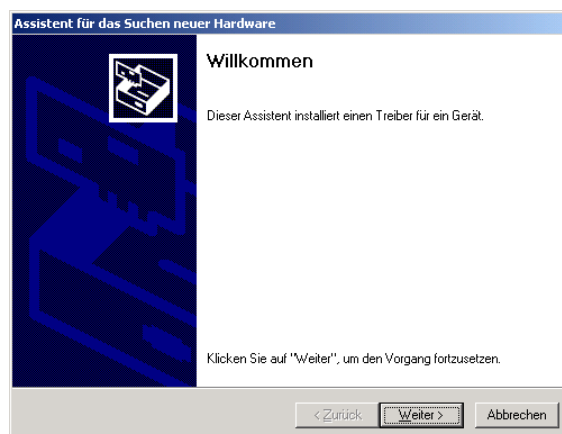 Assistent für das Suchen neuer Hardware
Willkommen
Dieser Assistent installiert einen Treiber für ein Gerät.
Klicken Sie auf "Weiter", um den Vorgang fortzusetzen.
< Zurück Weiter > Abbrechen